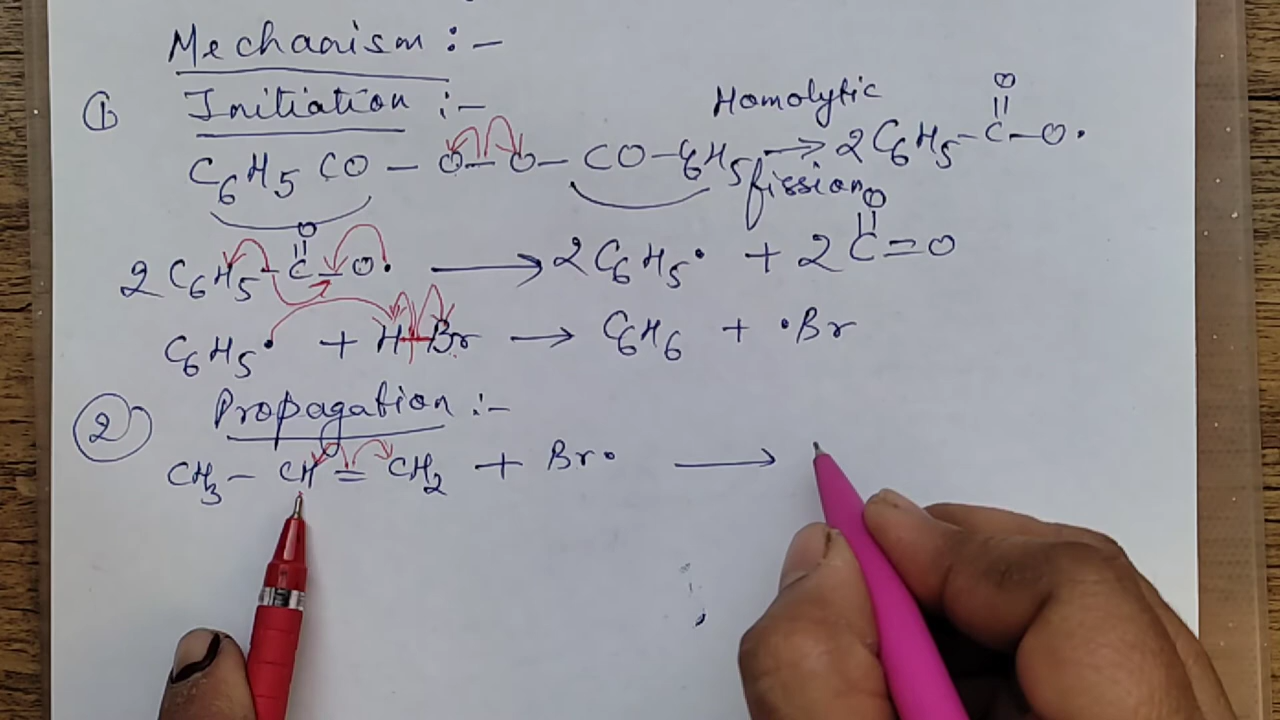 Mechanism :-
① Initiation :-
C₆H₅CO - O - O - CO - C₆H₅ Homolytic fission → 2C₆H₅-C(=O)-O•
2C₆H₅-C(=O)-O• → 2C₆H₅• + 2C(=O)=O
C₆H₅• + H-Br → C₆H₆ + •Br
② Propagation :-
CH₃ - CH = CH₂ + Br• →